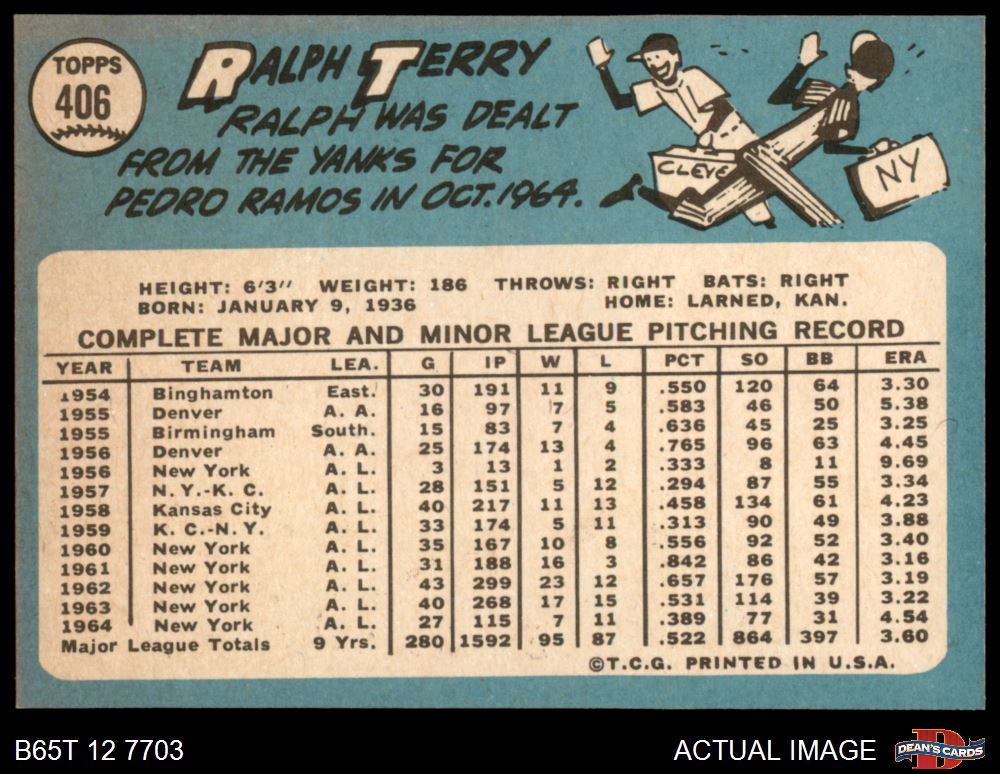 TOPPS
406
RALPH TERRY
RALPH WAS DEALT
FROM THE YANKS FOR
PEDRO RAMOS IN OCT. 1964.
CLEVE
NY
HEIGHT: 6'3" WEIGHT: 186 THROWS: RIGHT BATS: RIGHT
BORN: JANUARY 9, 1936 HOME: LARNED, KAN.
COMPLETE MAJOR AND MINOR LEAGUE PITCHING RECORD
YEAR TEAM LEA. G IP W L PCT SO BB ERA
1954 Binghamton East. 30 191 11 9 .550 120 64 3.30
1955 Denver A. A. 16 97 7 5 .583 46 50 5.38
1955 Birmingham South. 15 83 7 4 .636 45 25 3.25
1956 Denver A. A. 25 174 13 4 .765 96 63 4.45
1956 New York A. L. 3 13 1 2 .333 8 11 9.69
1957 N. Y.-K. C. A. L. 28 151 5 12 .294 87 55 3.34
1958 Kansas City A. L. 40 217 11 13 .458 134 61 4.23
1959 K. C.-N. Y. A. L. 33 174 5 11 .313 90 49 3.88
1960 New York A. L. 35 167 10 8 .556 92 52 3.40
1961 New York A. L. 31 188 16 3 .842 86 42 3.16
1962 New York A. L. 43 299 23 12 .657 176 57 3.19
1963 New York A. L. 40 268 17 15 .531 114 39 3.22
1964 New York A. L. 27 115 7 11 .389 77 31 4.54
Major League Totals 9 Yrs. 280 1592 95 87 .522 864 397 3.60
©T.C.G. PRINTED IN U.S.A.
B65T 12 7703
ACTUAL IMAGE
D
DEAN'S CARDS